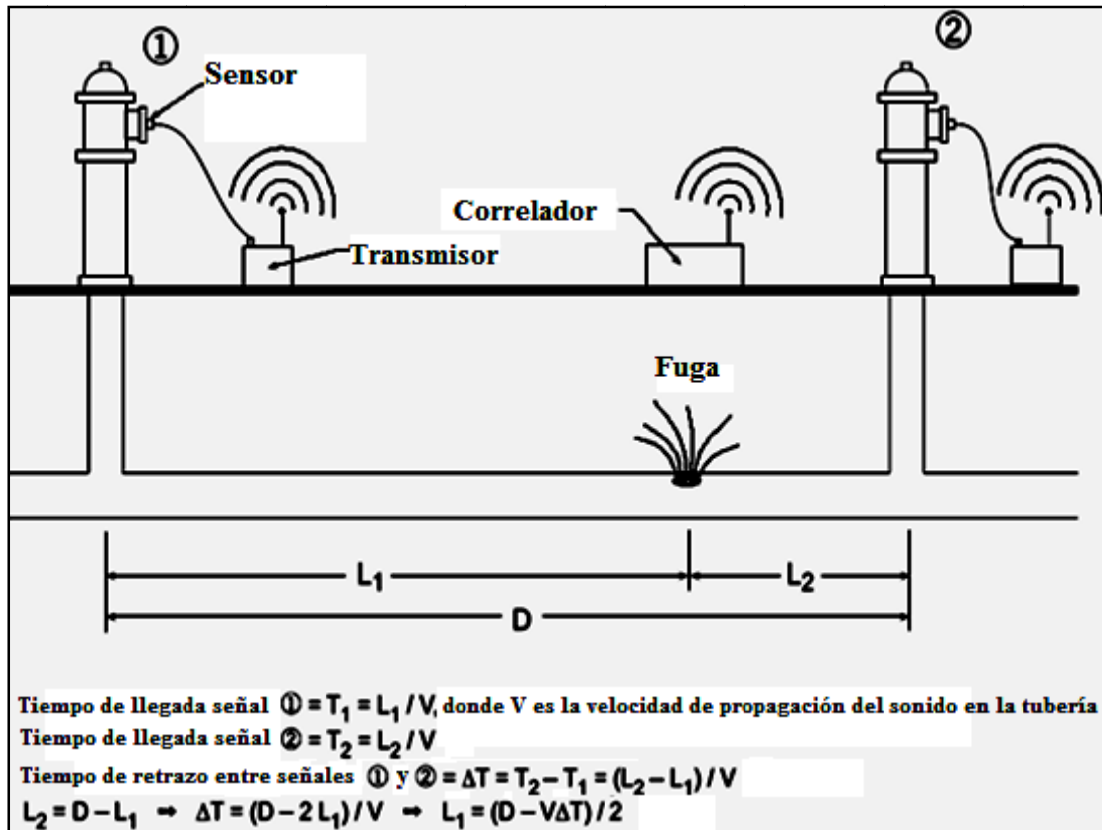 ① ②
Sensor
Correlador
Transmisor
Fuga
L₁ L₂
D
Tiempo de llegada señal ① = T₁ = L₁ / V, donde V es la velocidad de propagación del sonido en la tubería
Tiempo de llegada señal ② = T₂ = L₂ / V
Tiempo de retrazo entre señales ① y ② = ΔT = T₂ – T₁ = (L₂ – L₁) / V
L₂ = D – L₁ ➡ ΔT = (D – 2 L₁) / V ➡ L₁ = (D – VΔT) / 2